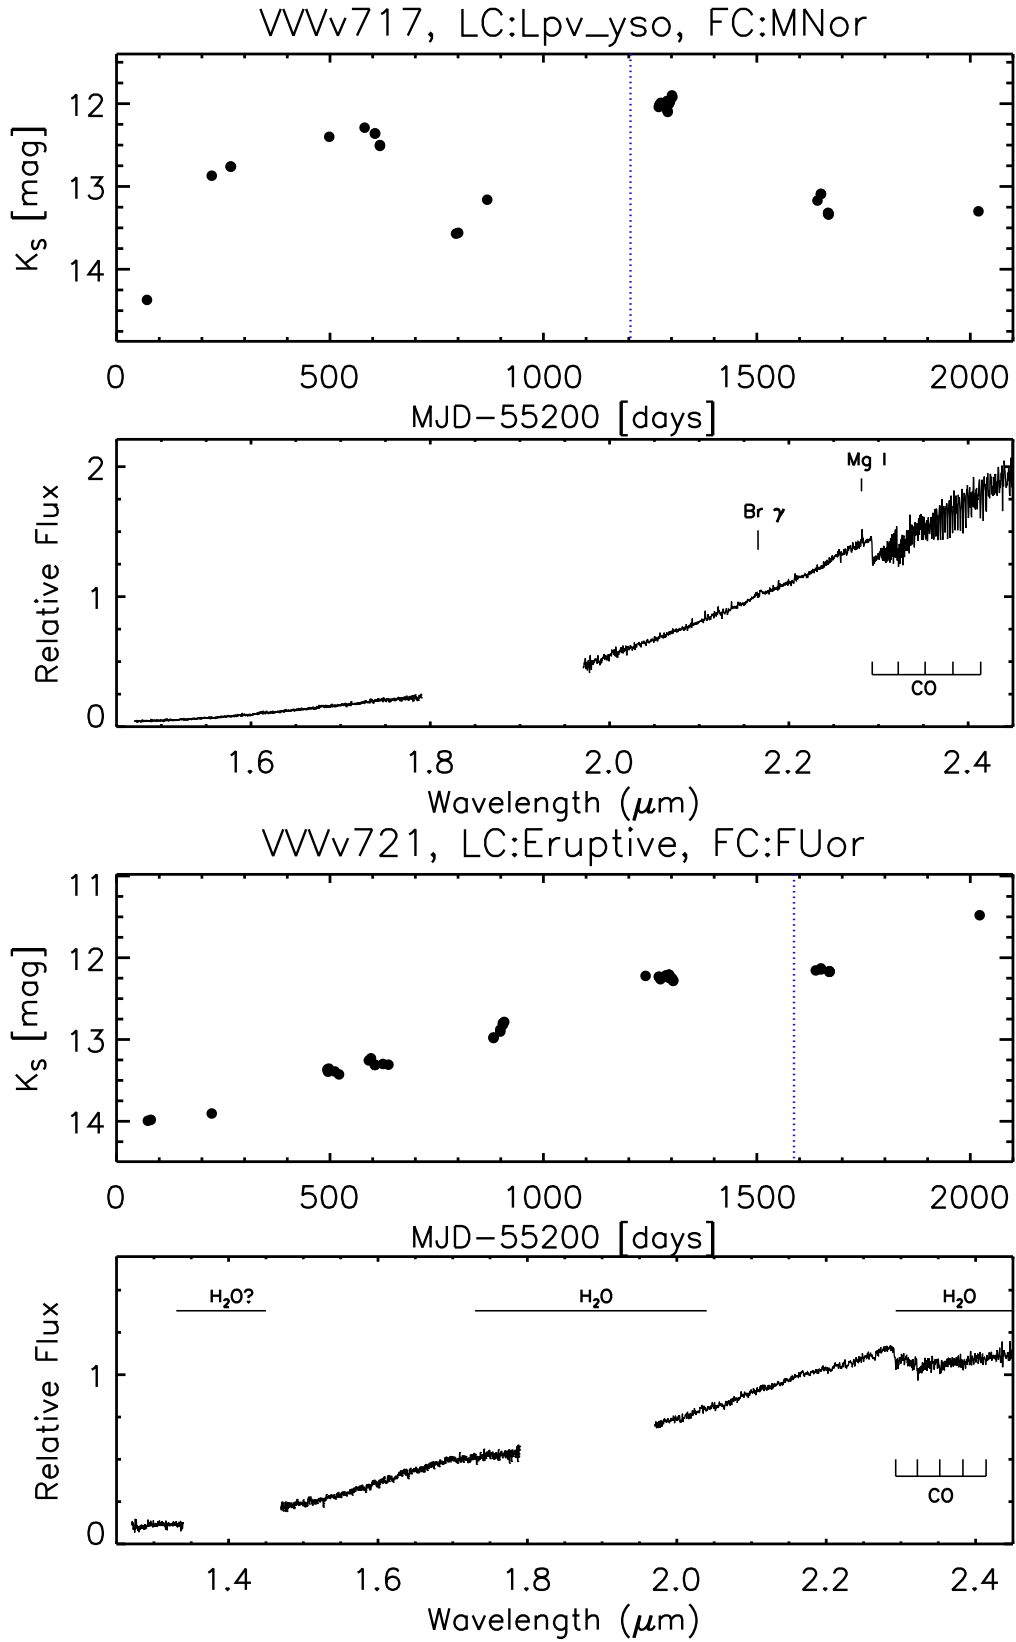 VVVv717, LC:Lpv_yso, FC:MNor
12
13
14
Ks [mag]
0 500 1000 1500 2000
MJD-55200 [days]
2
1
0
Relative Flux
Mg I
Br γ
CO
1.6 1.8 2.0 2.2 2.4
Wavelength (μm)
VVVv721, LC:Eruptive, FC:FUor
11
12
13
14
Ks [mag]
0 500 1000 1500 2000
MJD-55200 [days]
1
0
Relative Flux
H₂O? H₂O H₂O
CO
1.4 1.6 1.8 2.0 2.2 2.4
Wavelength (μm)